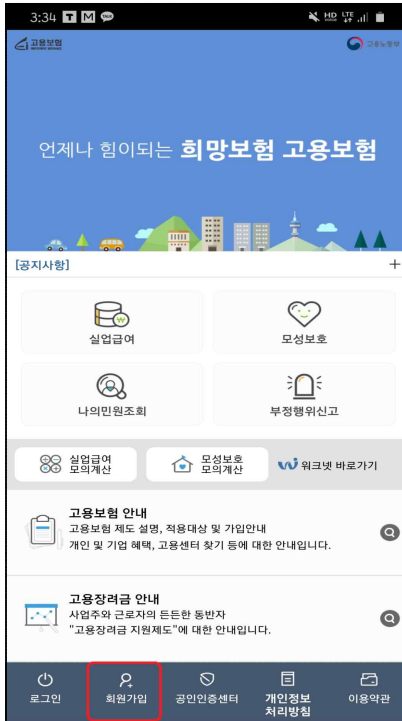 3:34 T M
HD LTE
고용보험
고용노동부
언제나 힘이되는 희망보험 고용보험
[공지사항] +
실업급여
모성보호
나의민원조회
부정행위신고
실업급여
모의계산
모성보호
모의계산
워크넷 바로가기
고용보험 안내
고용보험 제도 설명, 적용대상 및 가입안내
개인 및 기업 혜택, 고용센터 찾기 등에 대한 안내입니다.
고용장려금 안내
사업주와 근로자의 든든한 동반자
"고용장려금 지원제도"에 대한 안내입니다.
로그인
회원가입
공인인증센터
개인정보
처리방침
이용약관